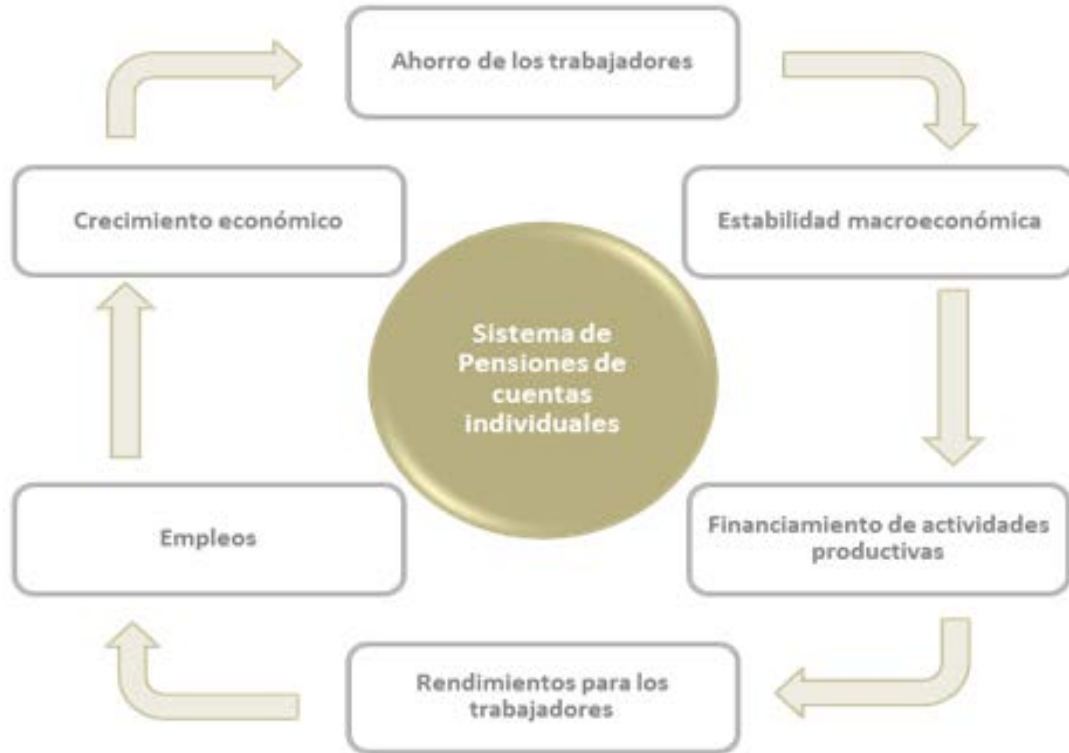 Ahorro de los trabajadores
Crecimiento económico
Estabilidad macroeconómica
Sistema de
Pensiones de
cuentas
individuales
Empleos
Financiamiento de actividades
productivas
Rendimientos para los
trabajadores